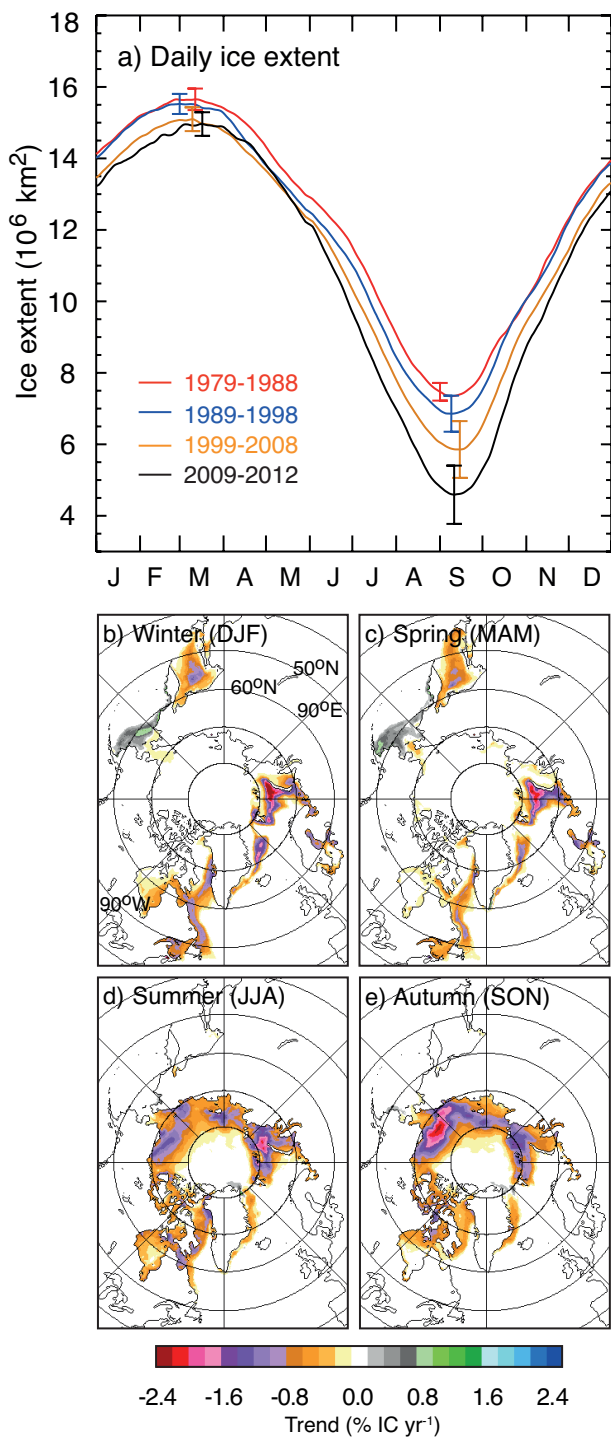 a) Daily ice extent
Ice extent (10⁶ km²)
18
16
14
12
10
8
6
4
1979-1988
1989-1998
1999-2008
2009-2012
J F M A M J J A S O N D
b) Winter (DJF)
c) Spring (MAM)
50°N
60°N
90°E
90°W
d) Summer (JJA)
e) Autumn (SON)
-2.4 -1.6 -0.8 0.0 0.8 1.6 2.4
Trend (% IC yr⁻¹)